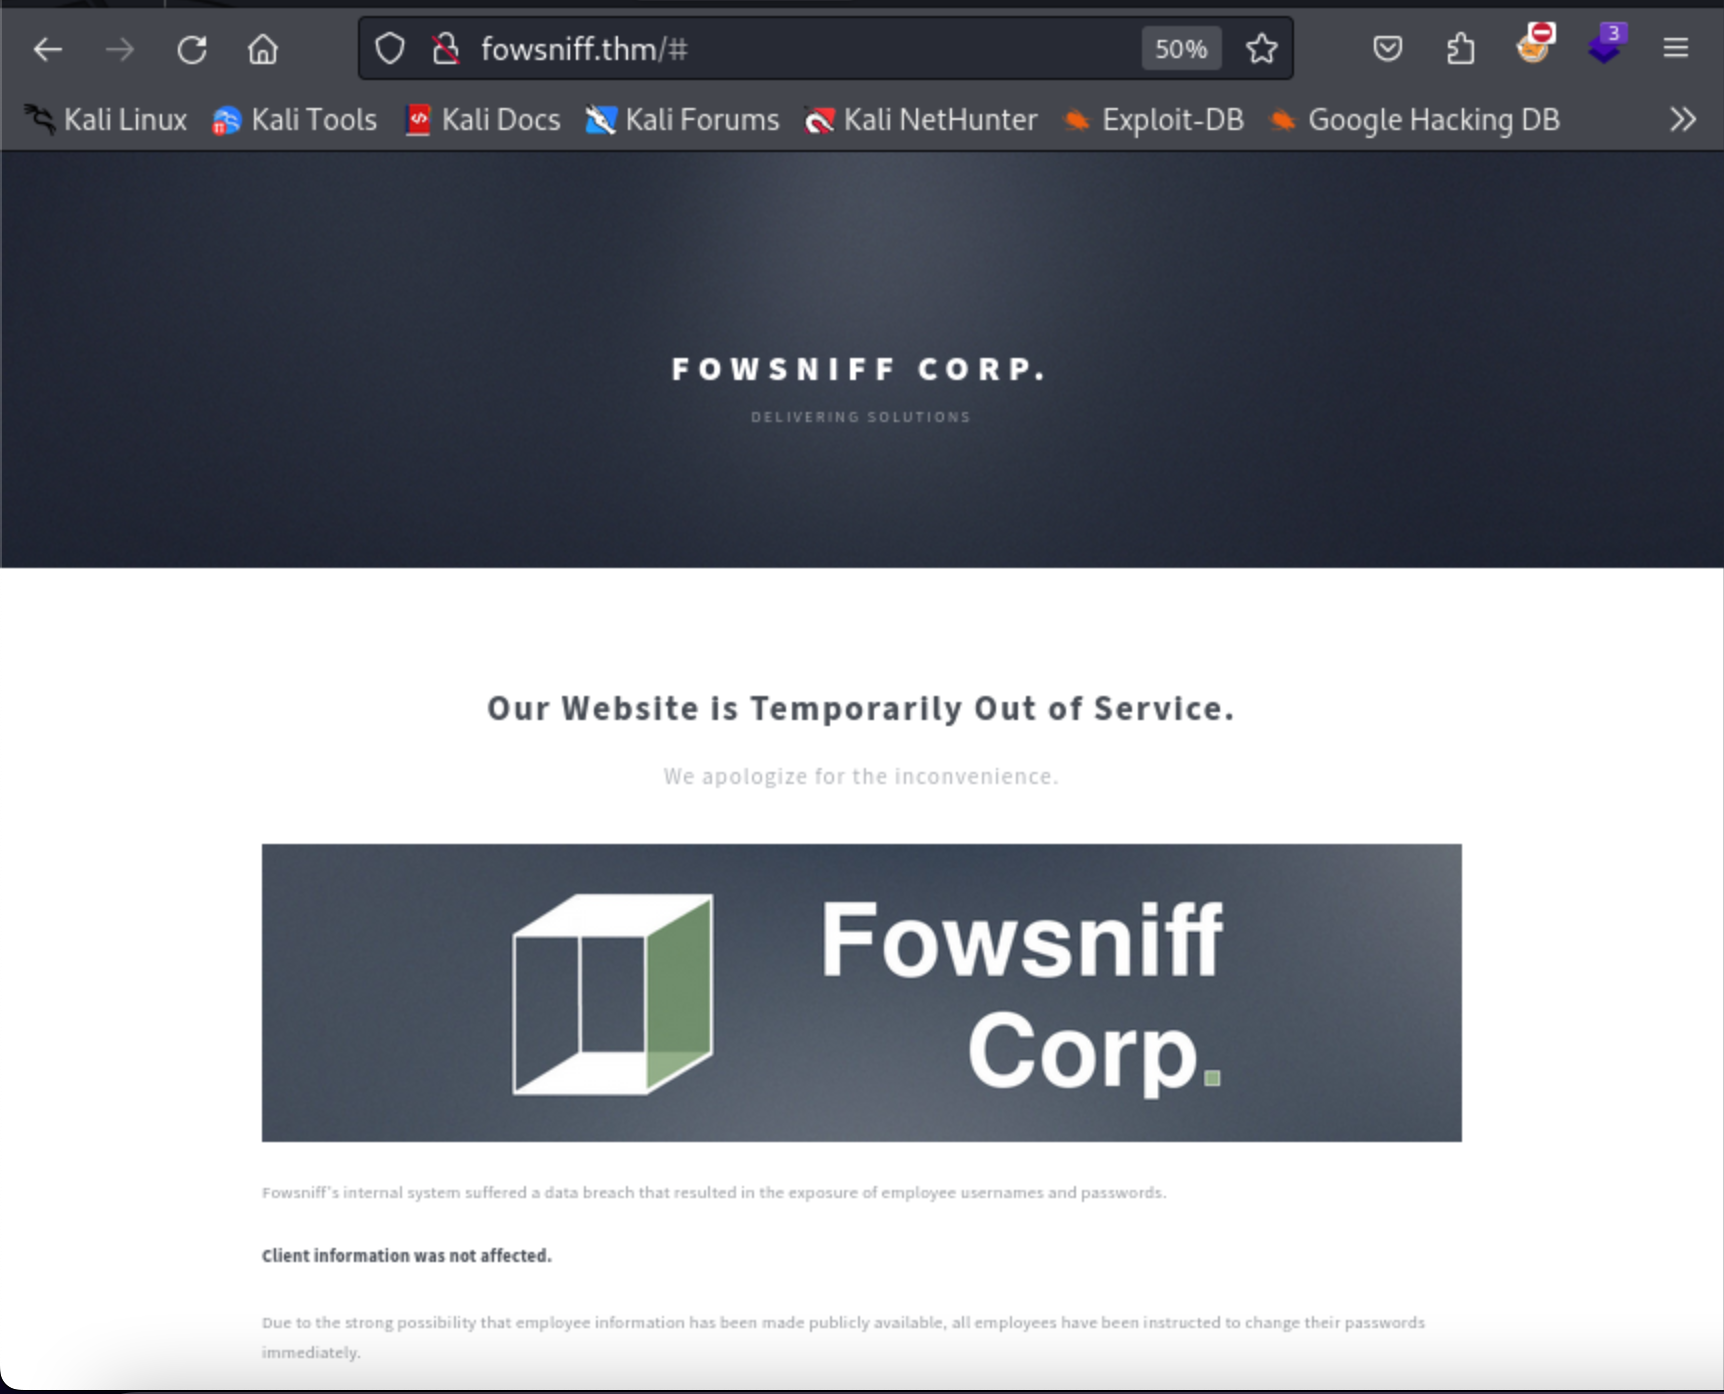 fowsniff.thm/#
50%
3
Kali Linux
Kali Tools
Kali Docs
Kali Forums
Kali NetHunter
Exploit-DB
Google Hacking DB
FOWSNIFF CORP.
DELIVERING SOLUTIONS
Our Website is Temporarily Out of Service.
We apologize for the inconvenience.
Fowsniff
Corp.
Fowsniff's internal system suffered a data breach that resulted in the exposure of employee usernames and passwords.
Client information was not affected.
Due to the strong possibility that employee information has been made publicly available, all employees have been instructed to change their passwords
immediately.